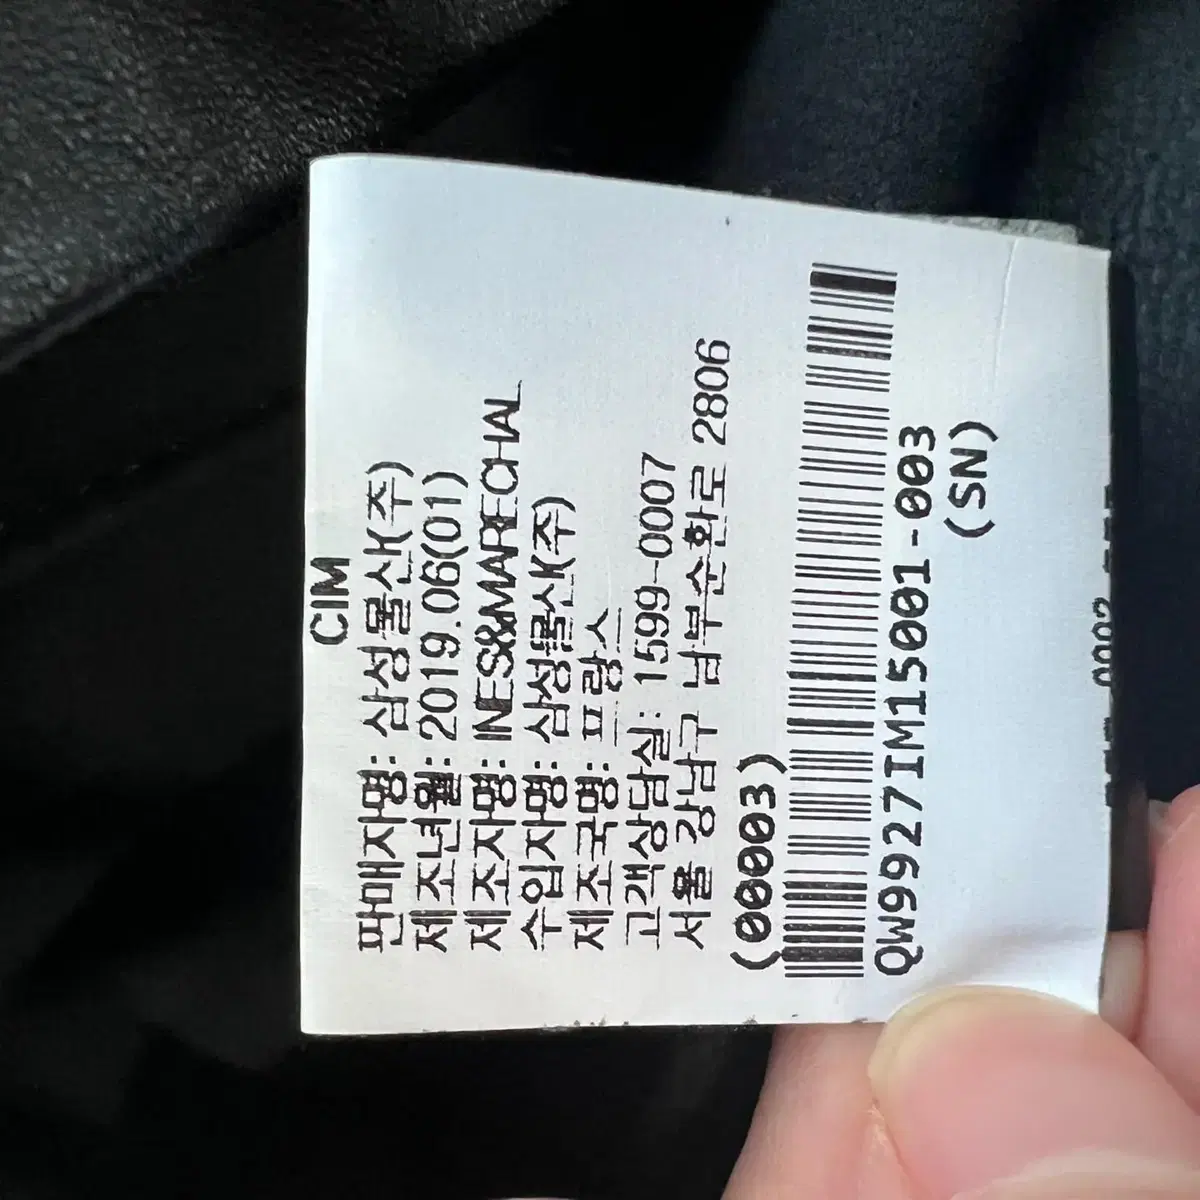 CIM
판매자명: 삼성물산(주)
제조년월: 2019.06(01)
제조자명: INES&MARECHAL
수입자명: 삼성물산(주)
제조국명: 프랑스
고객상담실: 1599-0007
서울 강남구 남부순환로 2806
(00003)
QW9927IM15001-003
(SN)